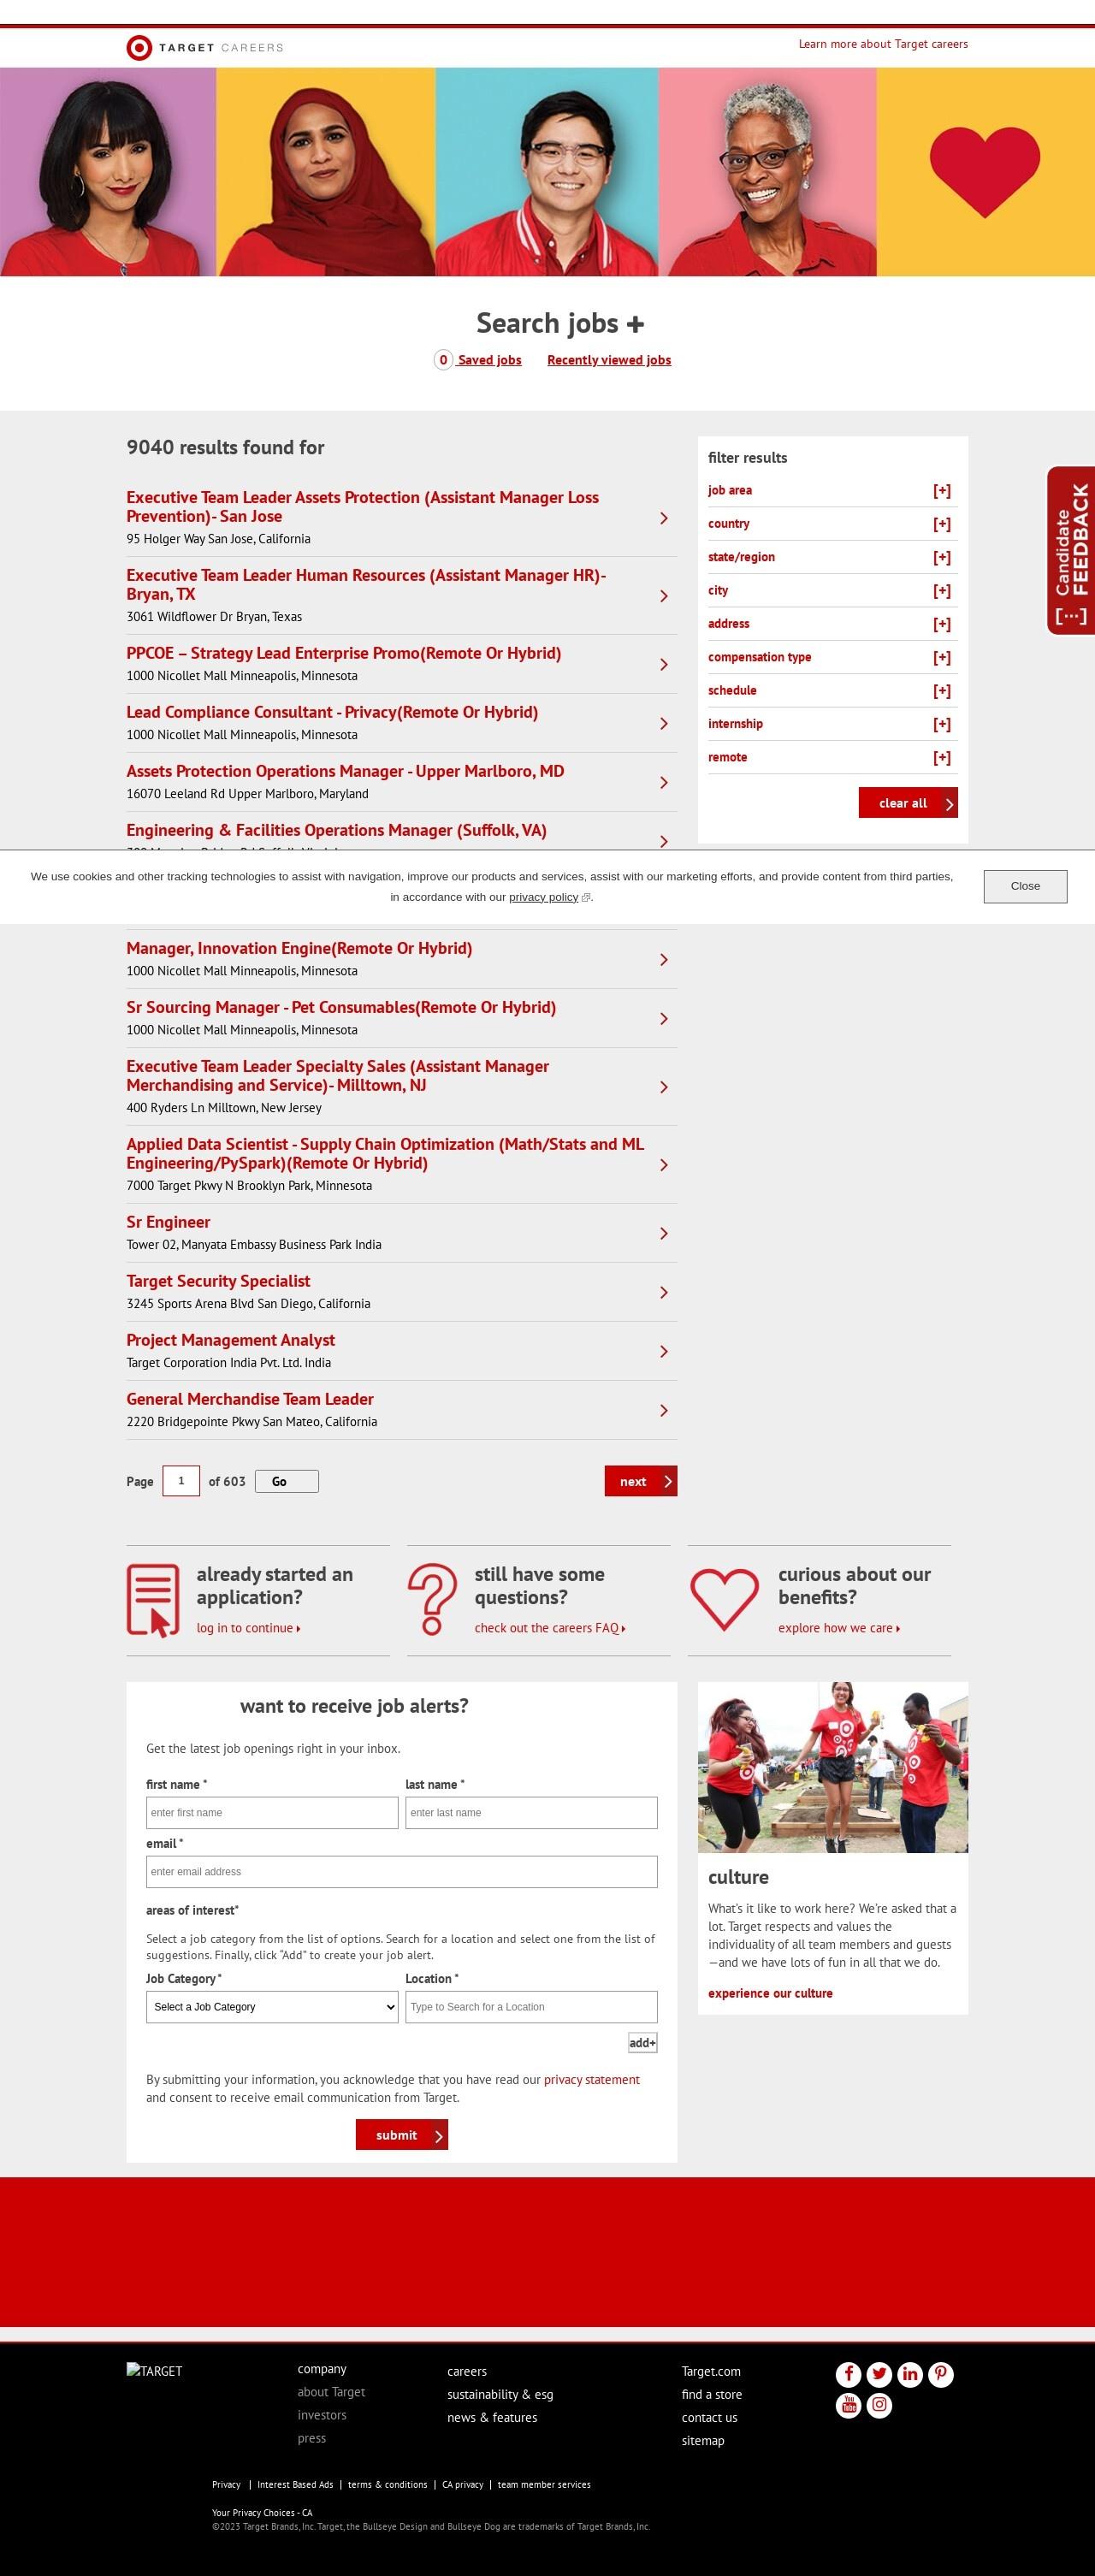 TARGET CAREERS
Learn more about Target careers
Search jobs +
0 Saved jobs
Recently viewed jobs
9040 results found for
Executive Team Leader Assets Protection (Assistant Manager Loss
Prevention)- San Jose
95 Holger Way San Jose, California
Executive Team Leader Human Resources (Assistant Manager HR)-
Bryan, TX
3061 Wildflower Dr Bryan, Texas
PPCOE – Strategy Lead Enterprise Promo(Remote Or Hybrid)
1000 Nicollet Mall Minneapolis, Minnesota
Lead Compliance Consultant - Privacy(Remote Or Hybrid)
1000 Nicollet Mall Minneapolis, Minnesota
Assets Protection Operations Manager - Upper Marlboro, MD
16070 Leeland Rd Upper Marlboro, Maryland
Engineering & Facilities Operations Manager (Suffolk, VA)
filter results
job area [+]
country [+]
state/region [+]
city [+]
address [+]
compensation type [+]
schedule [+]
internship [+]
remote [+]
clear all
[...] Candidate
FEEDBACK
We use cookies and other tracking technologies to assist with navigation, improve our products and services, assist with our marketing efforts, and provide content from third parties,
in accordance with our privacy policy.
Close
Manager, Innovation Engine(Remote Or Hybrid)
1000 Nicollet Mall Minneapolis, Minnesota
Sr Sourcing Manager - Pet Consumables(Remote Or Hybrid)
1000 Nicollet Mall Minneapolis, Minnesota
Executive Team Leader Specialty Sales (Assistant Manager
Merchandising and Service)- Milltown, NJ
400 Ryders Ln Milltown, New Jersey
Applied Data Scientist - Supply Chain Optimization (Math/Stats and ML
Engineering/PySpark)(Remote Or Hybrid)
7000 Target Pkwy N Brooklyn Park, Minnesota
Sr Engineer
Tower 02, Manyata Embassy Business Park India
Target Security Specialist
3245 Sports Arena Blvd San Diego, California
Project Management Analyst
Target Corporation India Pvt. Ltd. India
General Merchandise Team Leader
2220 Bridgepointe Pkwy San Mateo, California
Page 1 of 603 Go
next
already started an
application?
log in to continue
still have some
questions?
check out the careers FAQ
curious about our
benefits?
explore how we care
want to receive job alerts?
Get the latest job openings right in your inbox.
first name *
last name *
enter first name
enter last name
email *
enter email address
areas of interest*
Select a job category from the list of options. Search for a location and select one from the list of
suggestions. Finally, click “Add” to create your job alert.
Job Category *
Location *
Select a Job Category
Type to Search for a Location
add+
By submitting your information, you acknowledge that you have read our privacy statement
and consent to receive email communication from Target.
submit
culture
What’s it like to work here? We’re asked that a
lot. Target respects and values the
individuality of all team members and guests
—and we have lots of fun in all that we do.
experience our culture
TARGET
company
about Target
investors
press
careers
sustainability & esg
news & features
Target.com
find a store
contact us
sitemap
You
Tube
Privacy | Interest Based Ads | terms & conditions | CA privacy | team member services
Your Privacy Choices - CA
©2023 Target Brands, Inc. Target, the Bullseye Design and Bullseye Dog are trademarks of Target Brands, Inc.